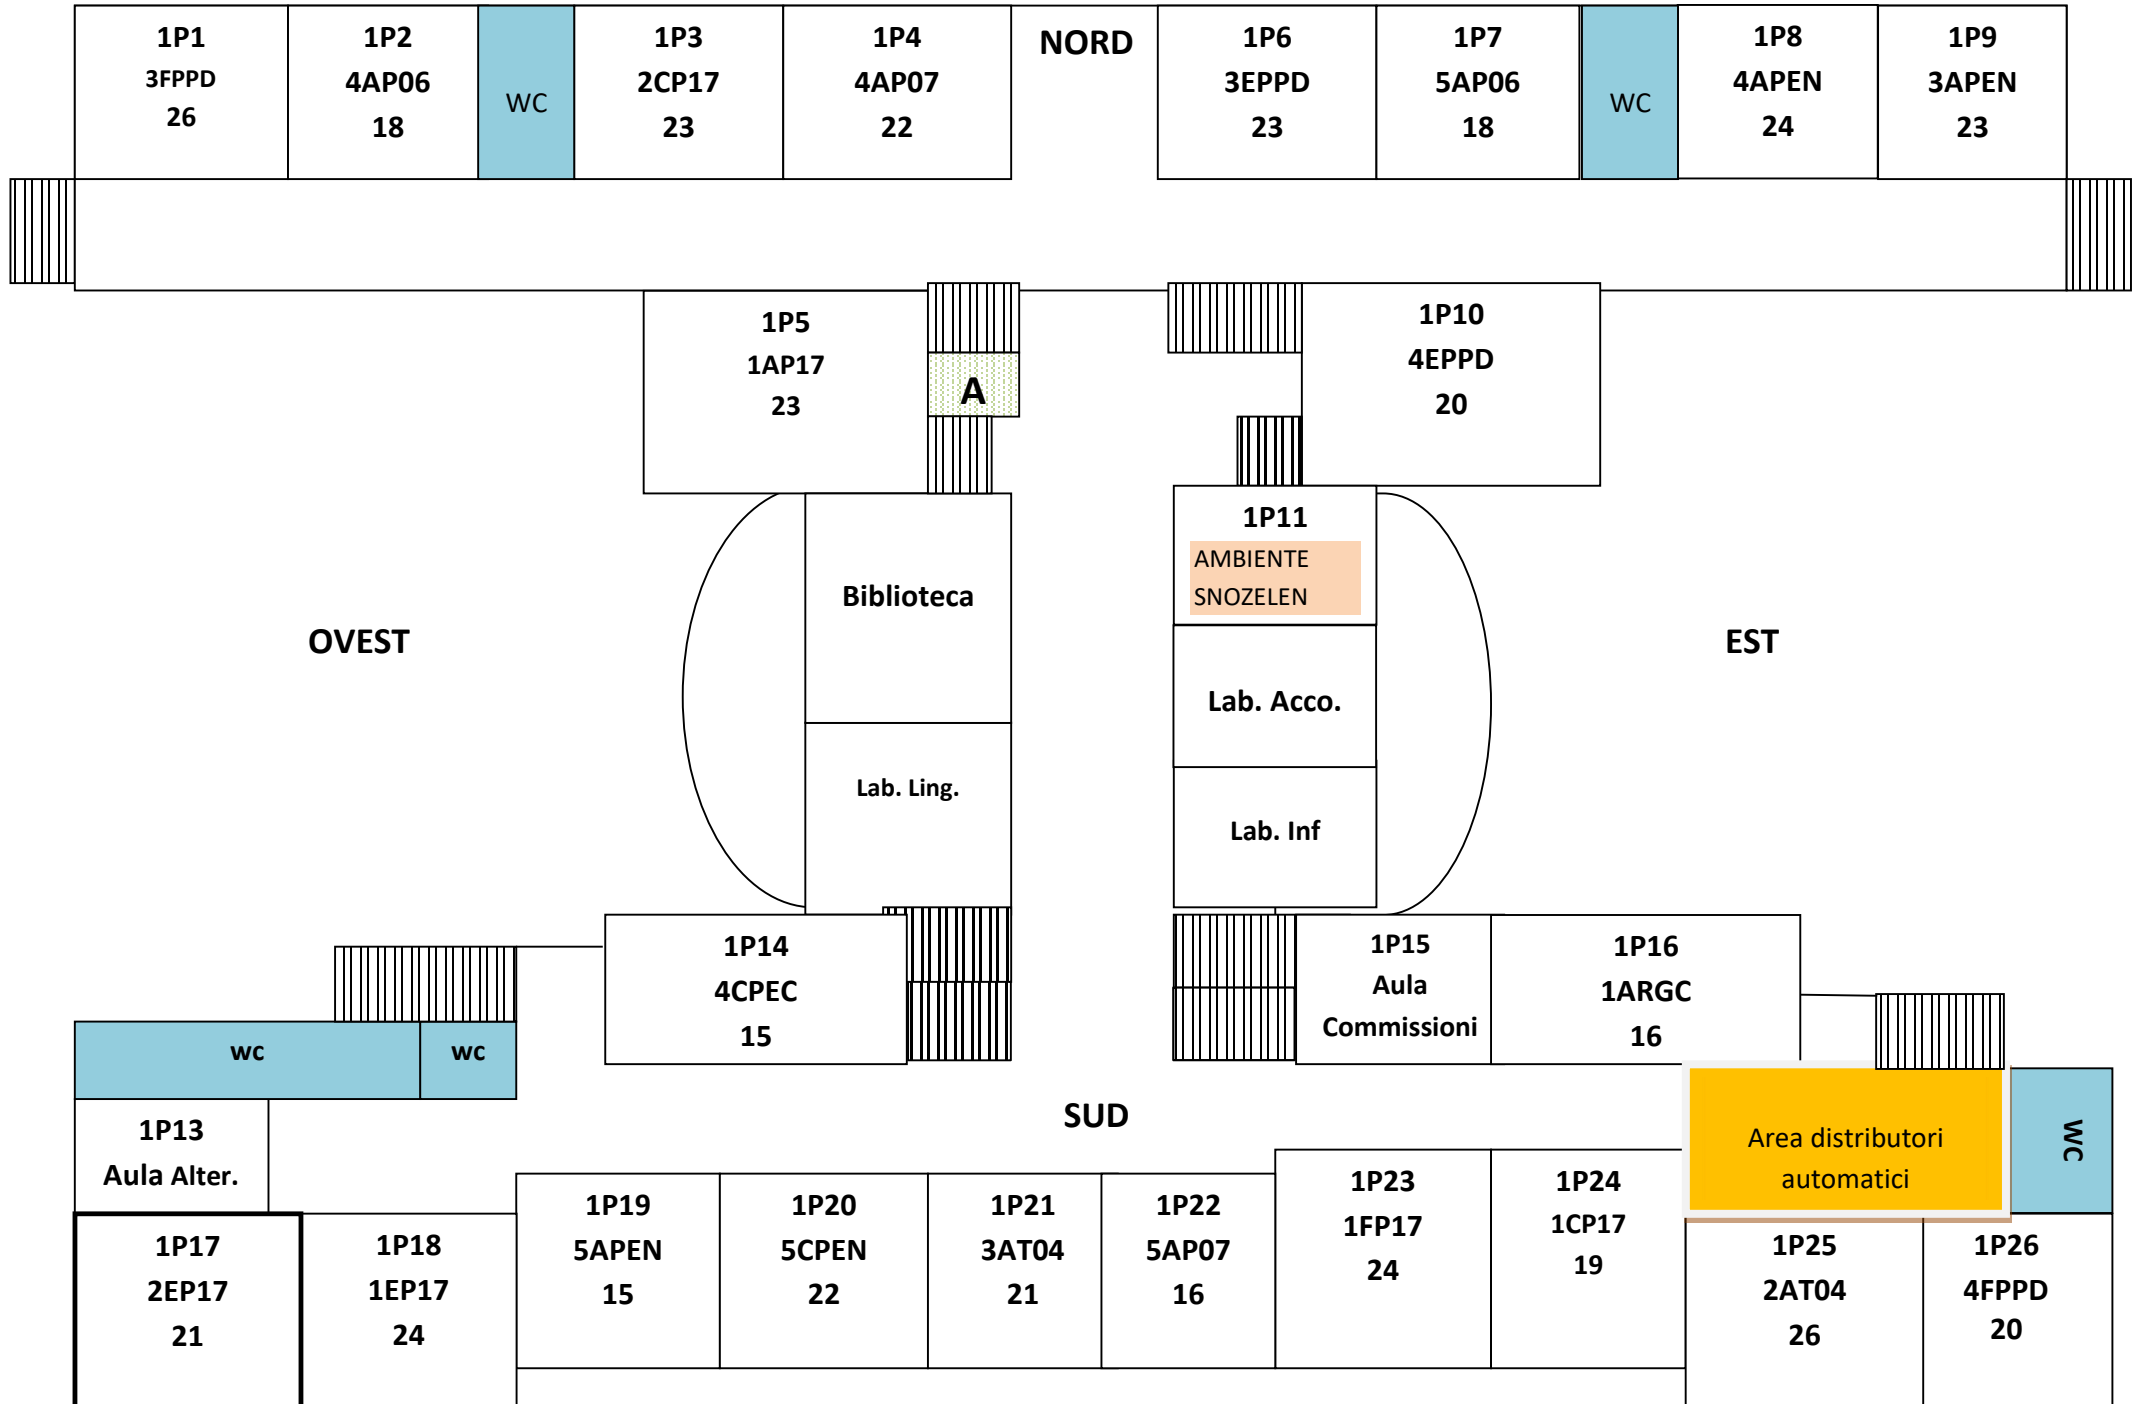 1P1
3FPPD
26
1P2
4AP06
18
WC
1P3
2CP17
23
1P4
4AP07
22
NORD
1P6
3EPPD
23
1P7
5AP06
18
WC
1P8
4APEN
24
1P9
3APEN
23
1P5
1AP17
23
A
1P10
4EPPD
20
1P11
AMBIENTE
SNOZELEN
Biblioteca
OVEST
EST
Lab. Acco.
Lab. Ling.
Lab. Inf
1P14
4CPEC
15
1P15
Aula
Commissioni
1P16
1ARGC
16
wc
wc
SUD
1P13
Aula Alter.
Area distributori
automatici
WC
1P17
2EP17
21
1P18
1EP17
24
1P19
5APEN
15
1P20
5CPEN
22
1P21
3AT04
21
1P22
5AP07
16
1P23
1FP17
24
1P24
1CP17
19
1P25
2AT04
26
1P26
4FPPD
20